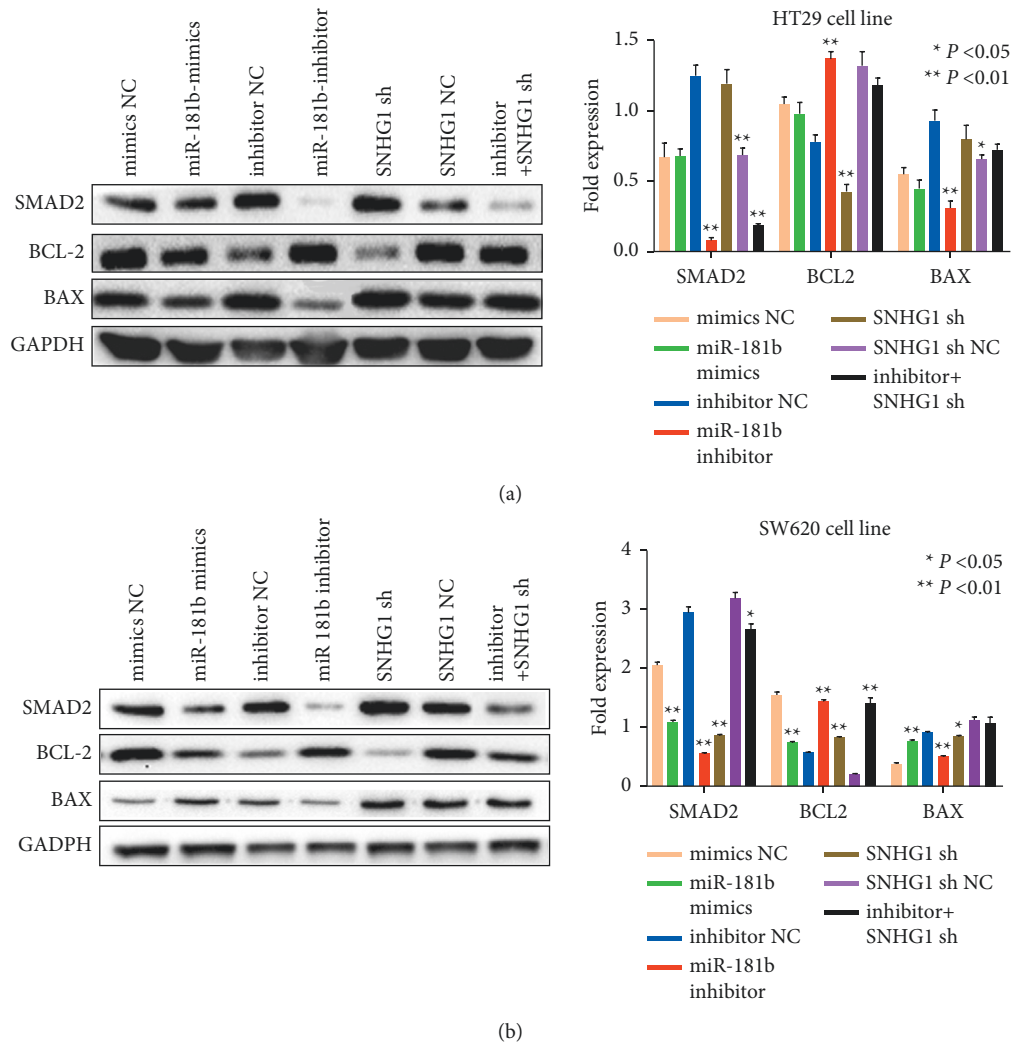 (a)
mimics NC
miR-181b-mimics
inhibitor NC
miR-181b-inhibitor
SNHG1 sh
SNHG1 NC
inhibitor
+SNHG1 sh
SMAD2
BCL-2
BAX
GAPDH
HT29 cell line
* P <0.05
** P <0.01
Fold expression
1.5
1.0
0.5
0.0
**
**
**
**
**
**
*
SMAD2
BCL2
BAX
mimics NC
miR-181b
mimics
inhibitor NC
miR-181b
inhibitor
SNHG1 sh
SNHG1 sh NC
inhibitor+
SNHG1 sh
(a)
mimics NC
miR-181b mimics
inhibitor NC
miR 181b inhibitor
SNHG1 sh
SNHG1 NC
inhibitor
+SNHG1 sh
SMAD2
BCL-2
BAX
GADPH
SW620 cell line
* P <0.05
** P <0.01
Fold expression
4
3
2
1
0
**
**
**
*
**
**
**
**
**
**
*
SMAD2
BCL2
BAX
mimics NC
miR-181b
mimics
inhibitor NC
miR-181b
inhibitor
SNHG1 sh
SNHG1 sh NC
inhibitor+
SNHG1 sh
(b)